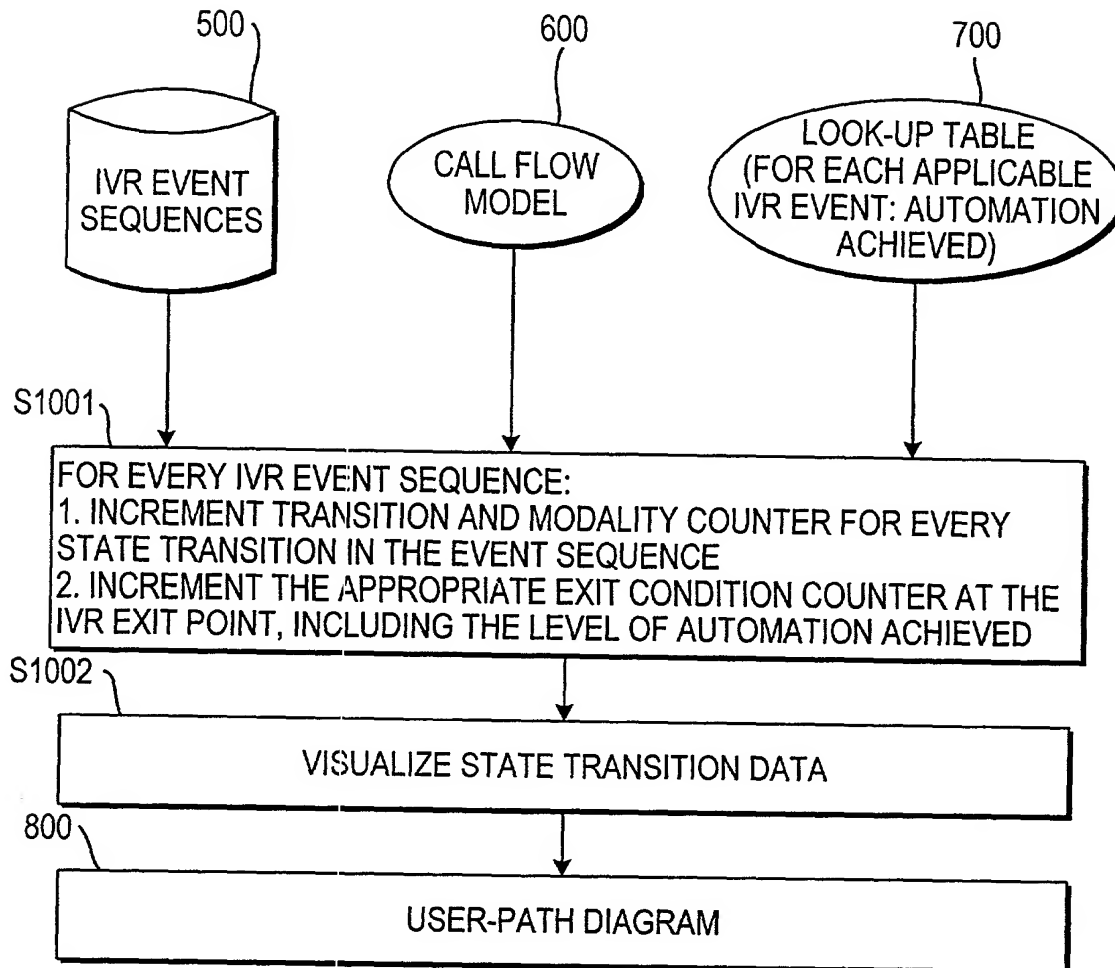 500
600
700
IVR EVENT
SEQUENCES
CALL FLOW
MODEL
LOOK-UP TABLE
(FOR EACH APPLICABLE
IVR EVENT: AUTOMATION
ACHIEVED)
S1001
FOR EVERY IVR EVENT SEQUENCE:
1. INCREMENT TRANSITION AND MODALITY COUNTER FOR EVERY
STATE TRANSITION IN THE EVENT SEQUENCE
2. INCREMENT THE APPROPRIATE EXIT CONDITION COUNTER AT THE
IVR EXIT POINT, INCLUDING THE LEVEL OF AUTOMATION ACHIEVED
S1002
VISUALIZE STATE TRANSITION DATA
800
USER-PATH DIAGRAM